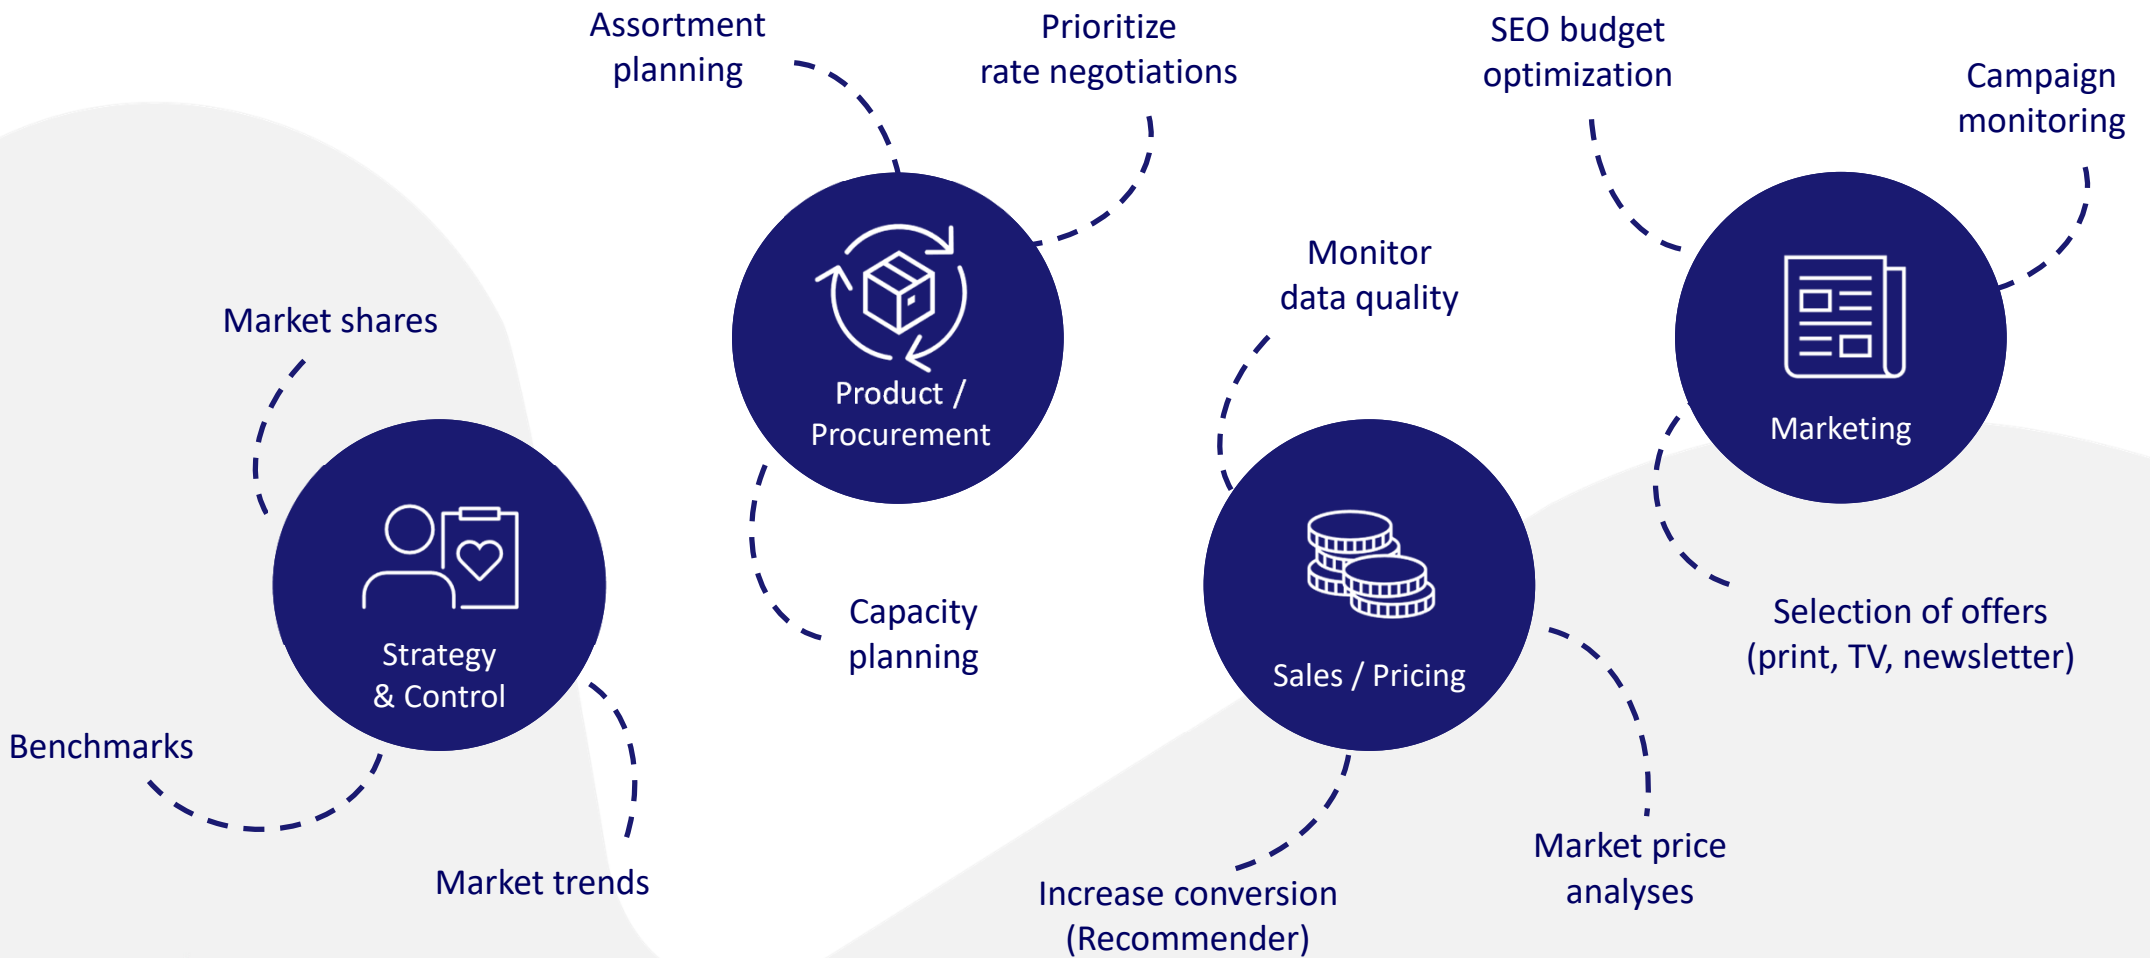 Assortment
planning
Prioritize
rate negotiations
SEO budget
optimization
Campaign
monitoring
Market shares
Product /
Procurement
Monitor
data quality
Marketing
Strategy
& Control
Capacity
planning
Sales / Pricing
Selection of offers
(print, TV, newsletter)
Benchmarks
Market trends
Increase conversion
(Recommender)
Market price
analyses